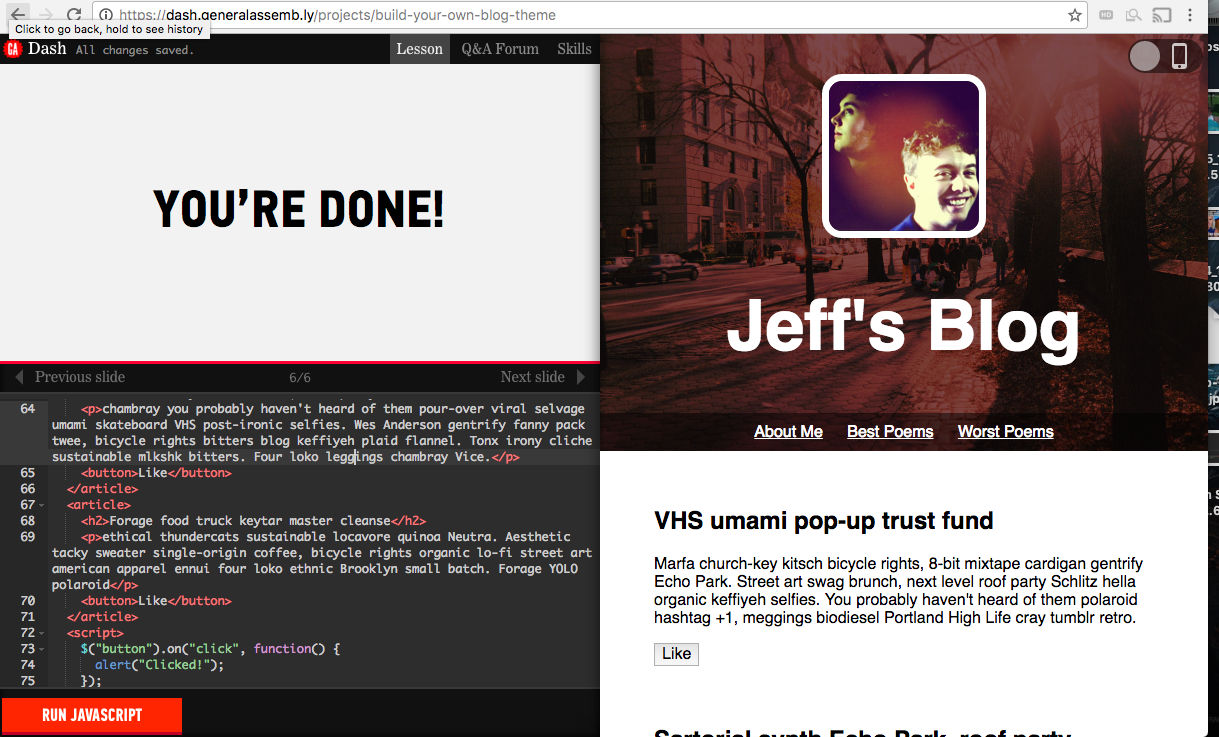 https://dash.generalassemb.ly/projects/build-your-own-blog-theme
HD
Click to go back, hold to see history
GA Dash All changes saved.
Lesson Q&A Forum Skills
YOU'RE DONE!
Previous slide 6/6 Next slide
64 <p>chambray you probably haven't heard of them pour-over viral selvage
umami skateboard VHS post-ironic selfies. Wes Anderson gentrify fanny pack
twee, bicycle rights bitters blog keffiyeh plaid flannel. Tonx irony cliche
sustainable mlkshk bitters. Four loko leggings chambray Vice.</p>
65 <button>Like</button>
66 </article>
67 <article>
68 <h2>Forage food truck keytar master cleanse</h2>
69 <p>ethical thundercats sustainable locavore quinoa Neutra. Aesthetic
tacky sweater single-origin coffee, bicycle rights organic lo-fi street art
american apparel ennui four loko ethnic Brooklyn small batch. Forage YOLO
polaroid</p>
70 <button>Like</button>
71 </article>
72 <script>
73 $("button").on("click", function() {
74 alert("Clicked!");
75 });
RUN JAVASCRIPT
Jeff's Blog
About Me Best Poems Worst Poems
VHS umami pop-up trust fund
Marfa church-key kitsch bicycle rights, 8-bit mixtape cardigan gentrify
Echo Park. Street art swag brunch, next level roof party Schlitz hella
organic keffiyeh selfies. You probably haven't heard of them polaroid
hashtag +1, meggings biodiesel Portland High Life cray tumblr retro.
Like
Sartorial synth Echo Park, roof party